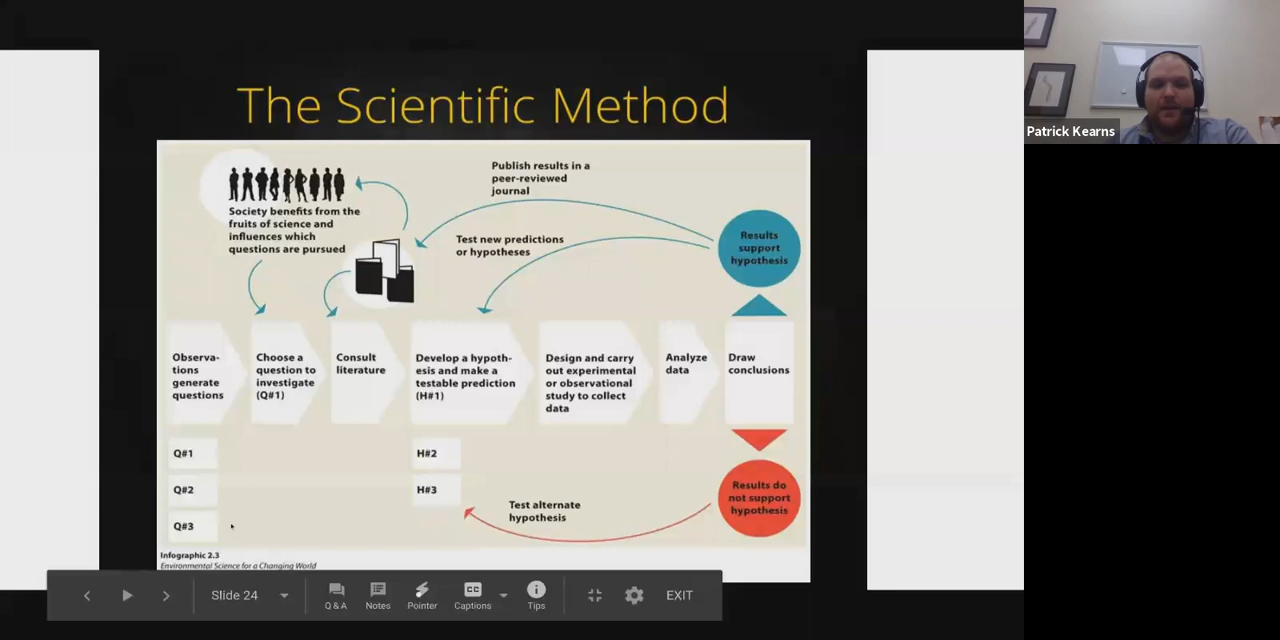 The Scientific Method
Patrick Kearns
Society benefits from the
fruits of science and
influences which
questions are pursued
Publish results in a
peer-reviewed
journal
Test new predictions
or hypotheses
Results
support
hypothesis
Observa-
tions
generate
questions
Choose a
question to
investigate
(Q#1)
Consult
literature
Develop a hypoth-
esis and make a
testable prediction
(H#1)
Design and carry
out experimental
or observational
study to collect
data
Analyze
data
Draw
conclusions
Q#1
Q#2
Q#3
H#2
H#3
Test alternate
hypothesis
Results do
not support
hypothesis
Infographic 2.3
Environmental Science for a Changing World
Slide 24
Q & A
Notes
Pointer
CC
Captions
Tips
EXIT